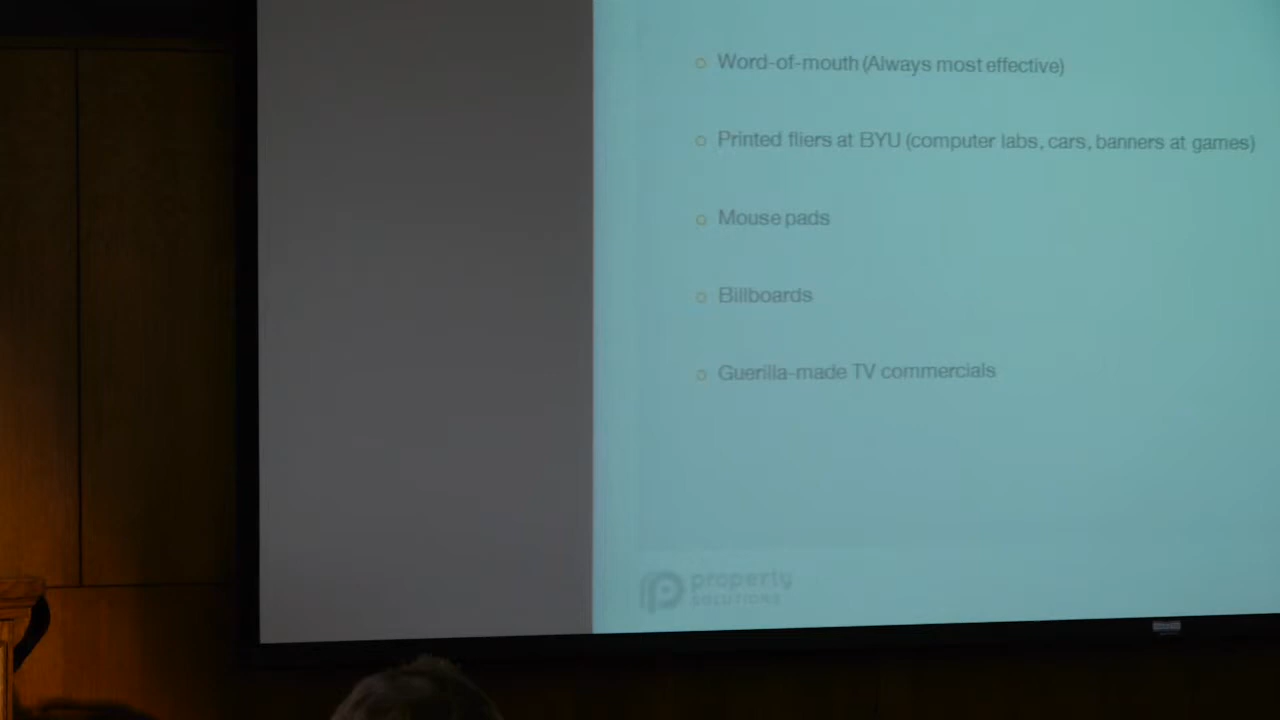 Word-of-mouth (Always most effective)
Printed fliers at BYU (computer labs, cars, banners at games)
Mouse pads
Billboards
Guerilla-made TV commercials
property
SOLUTIONS